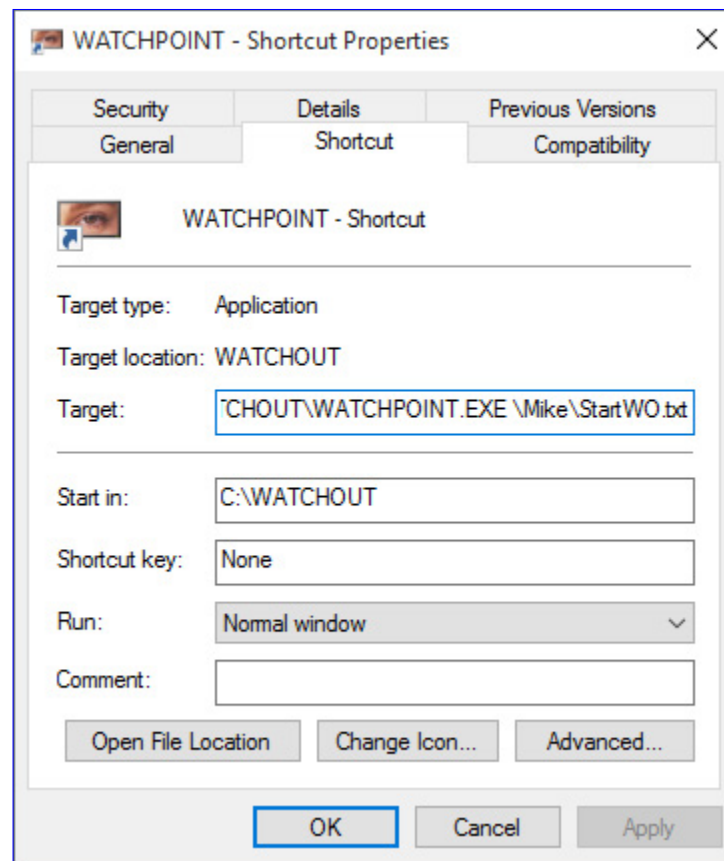 WATCHPOINT - Shortcut Properties
Security Details Previous Versions
General Shortcut Compatibility
WATCHPOINT - Shortcut
Target type: Application
Target location: WATCHOUT
Target: TCHOUT\WATCHPOINT.EXE \Mike\StartWO.txt
Start in: C:\WATCHOUT
Shortcut key: None
Run: Normal window
Comment:
Open File Location Change Icon... Advanced...
OK Cancel Apply